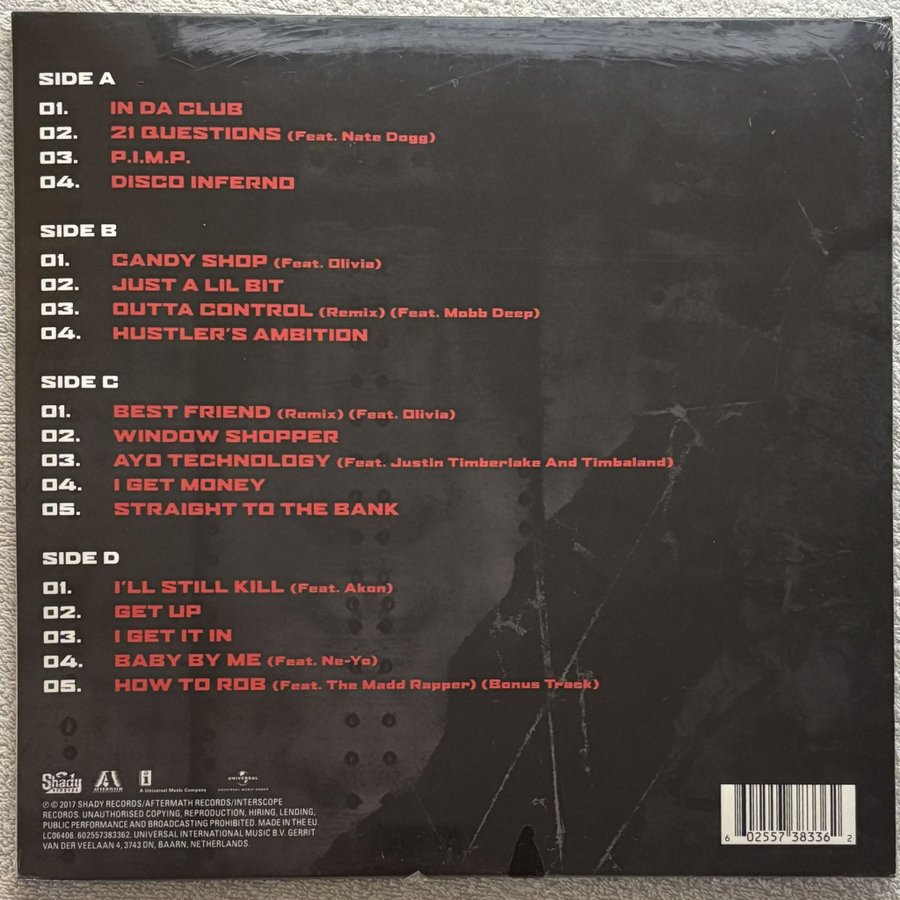 SIDE A
01. IN DA CLUB
02. 21 QUESTIONS (Feat. Nate Dogg)
03. P.I.M.P.
04. DISCO INFERNO
SIDE B
01. CANDY SHOP (Feat. Olivia)
02. JUST A LIL BIT
03. OUTTA CONTROL (Remix) (Feat. Mobb Deep)
04. HUSTLER'S AMBITION
SIDE C
01. BEST FRIEND (Remix) (Feat. Olivia)
02. WINDOW SHOPPER
03. AYO TECHNOLOGY (Feat. Justin Timberlake And Timbaland)
04. I GET MONEY
05. STRAIGHT TO THE BANK
SIDE D
01. I'LL STILL KILL (Feat. Akon)
02. GET UP
03. I GET IT IN
04. BABY BY ME (Feat. Ne-Yo)
05. HOW TO ROB (Feat. The Madd Rapper) (Bonus Track)
Shady RECORDS AFTERMATH i A Universal Music Company UNIVERSAL UNIVERSAL MUSIC GROUP
℗ © 2017 SHADY RECORDS/AFTERMATH RECORDS/INTERSCOPE
RECORDS. UNAUTHORISED COPYING, REPRODUCTION, HIRING, LENDING,
PUBLIC PERFORMANCE AND BROADCASTING PROHIBITED. MADE IN THE EU.
LC06406. 602557383362. UNIVERSAL INTERNATIONAL MUSIC B.V. GERRIT
VAN DER VEELAAN 4, 3743 DN, BAARN, NETHERLANDS.
6 02557 38336 2